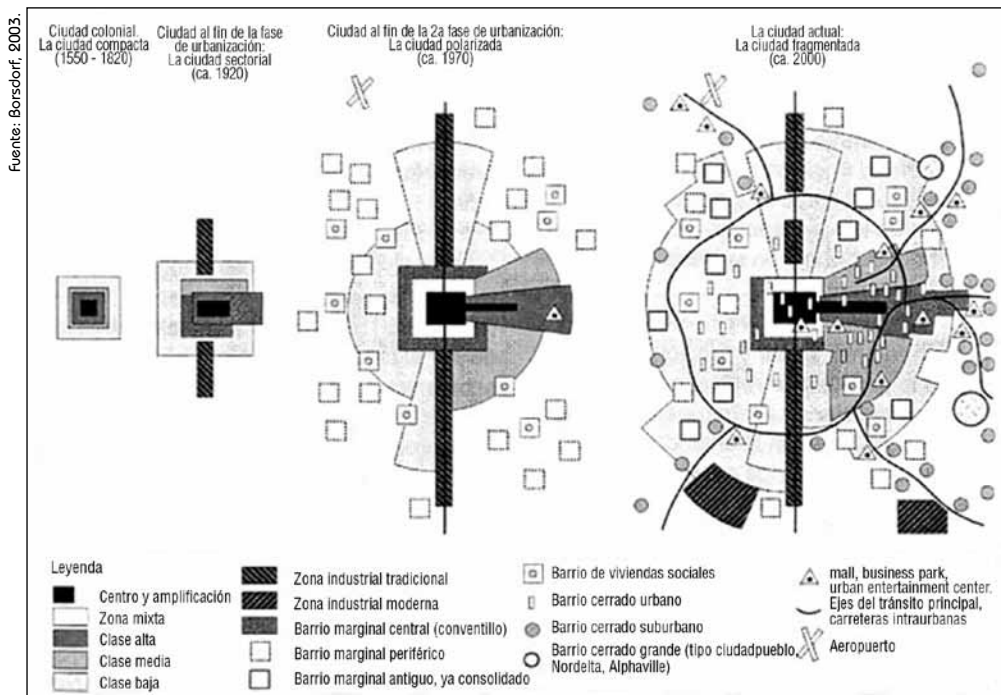 Fuente: Borsdorf, 2003.
Ciudad colonial.
La ciudad compacta
(1550 - 1820)
Ciudad al fin de la fase
de urbanización:
La ciudad sectorial
(ca. 1920)
Ciudad al fin de la 2a fase de urbanización:
La ciudad polarizada
(ca. 1970)
La ciudad actual:
La ciudad fragmentada
(ca. 2000)
Leyenda
Centro y amplificación
Zona mixta
Clase alta
Clase media
Clase baja
Zona industrial tradicional
Zona industrial moderna
Barrio marginal central (conventillo)
Barrio marginal periférico
Barrio marginal antiguo, ya consolidado
Barrio de viviendas sociales
Barrio cerrado urbano
Barrio cerrado suburbano
Barrio cerrado grande (tipo ciudadpueblo,
Nordelta, Alphaville)
mall, business park,
urban entertainment center.
Ejes del tránsito principal,
carreteras intraurbanas
Aeropuerto